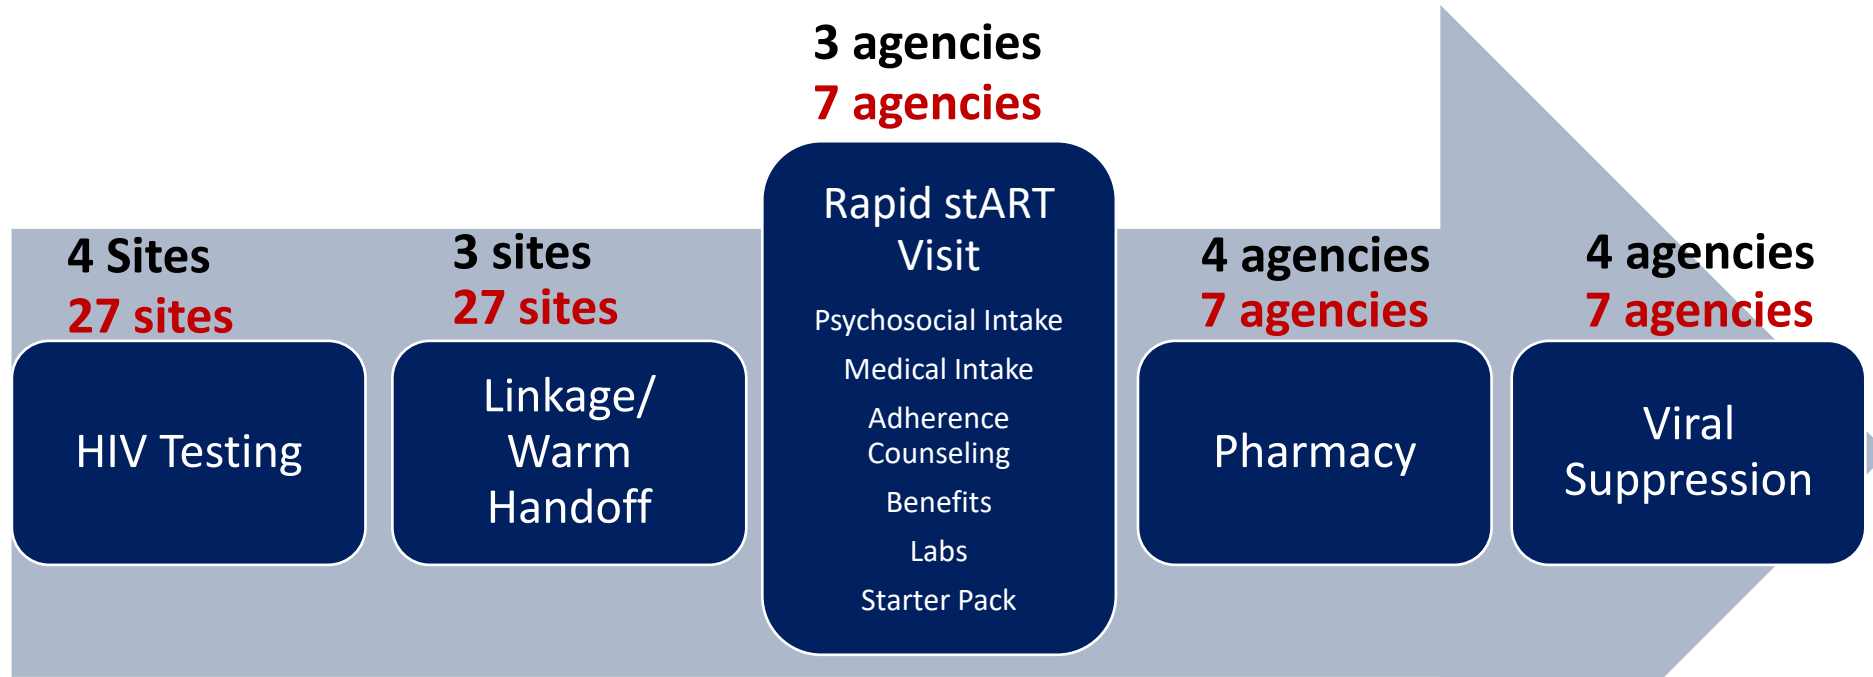 4 Sites
27 sites
HIV Testing
3 sites
27 sites
Linkage/
Warm
Handoff
3 agencies
7 agencies
Rapid stART
Visit
Psychosocial Intake
Medical Intake
Adherence
Counseling
Benefits
Labs
Starter Pack
4 agencies
7 agencies
Pharmacy
4 agencies
7 agencies
Viral
Suppression